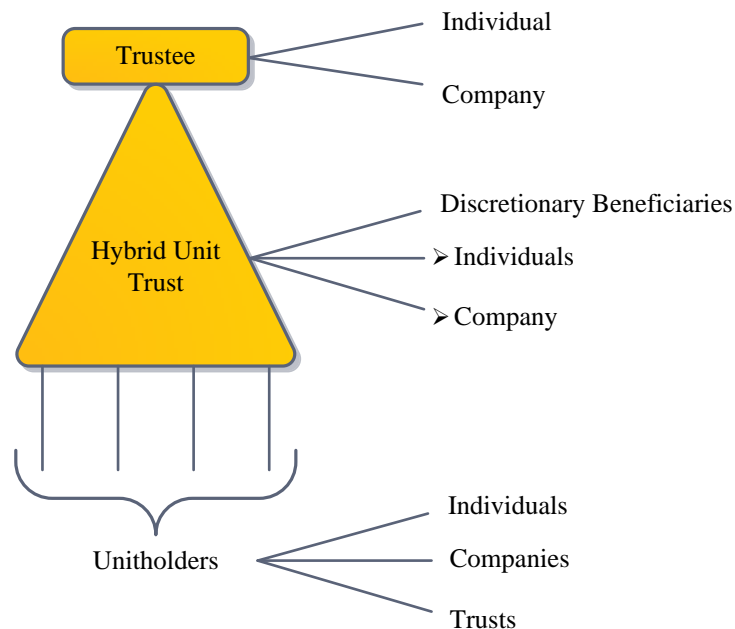 Individual
Trustee
Company
Discretionary Beneficiaries
Hybrid Unit
Trust
➢ Individuals
➢ Company
Individuals
Unitholders
Companies
Trusts